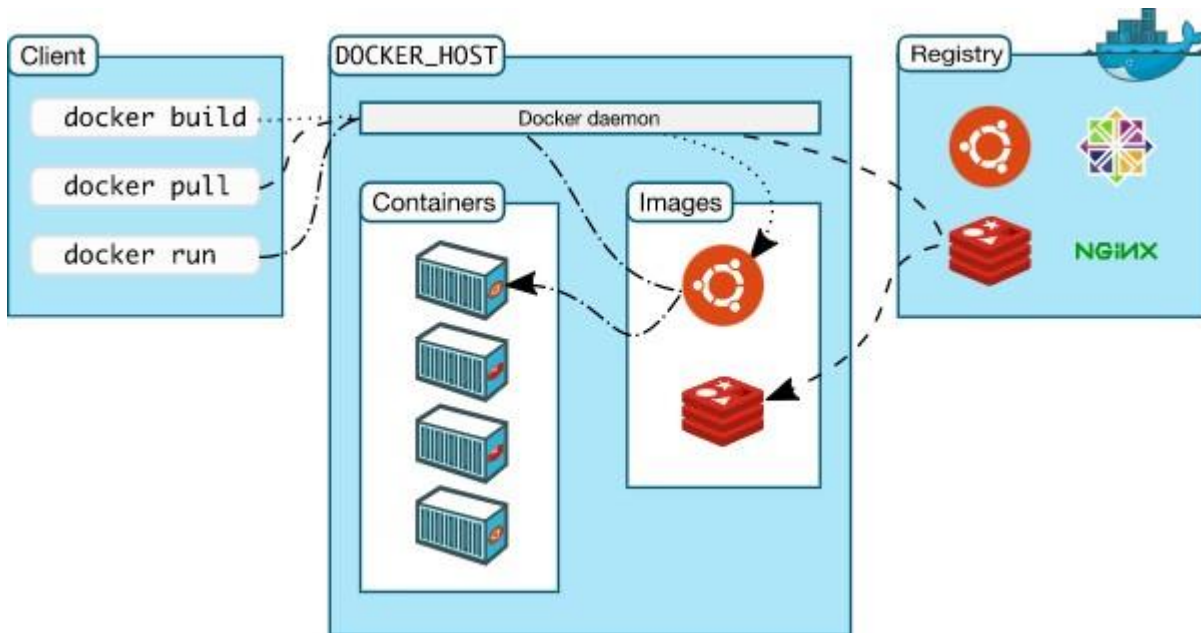 Client
docker build
docker pull
docker run
DOCKER_HOST
Docker daemon
Containers
Images
Registry
NGINX